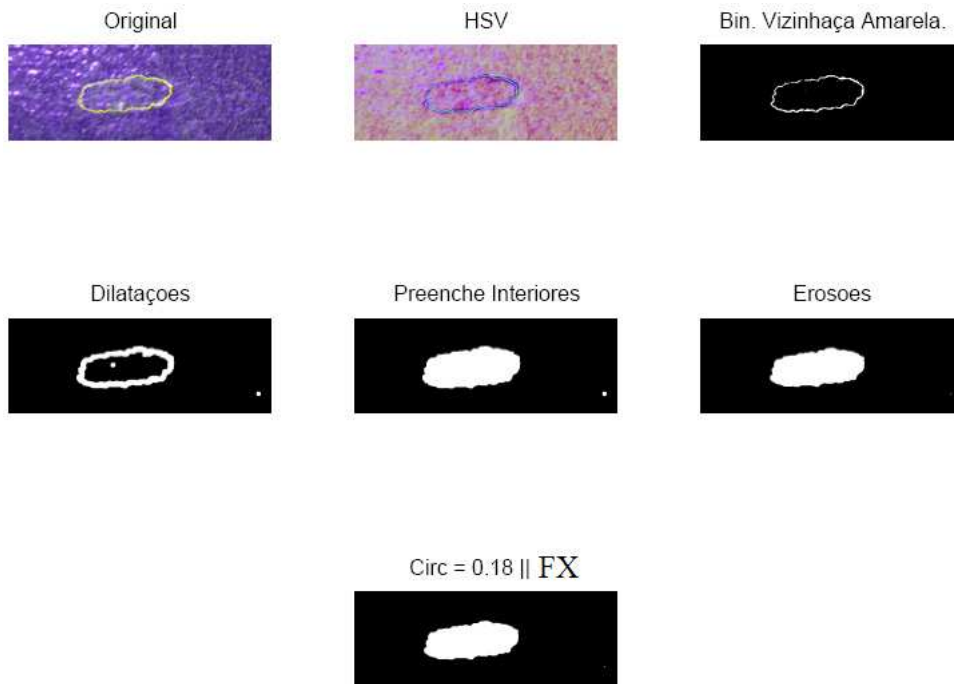 Original
HSV
Bin. Vizinhaça Amarela.
Dilataçoes
Preenche Interiores
Erosoes
Circ = 0.18 || FX